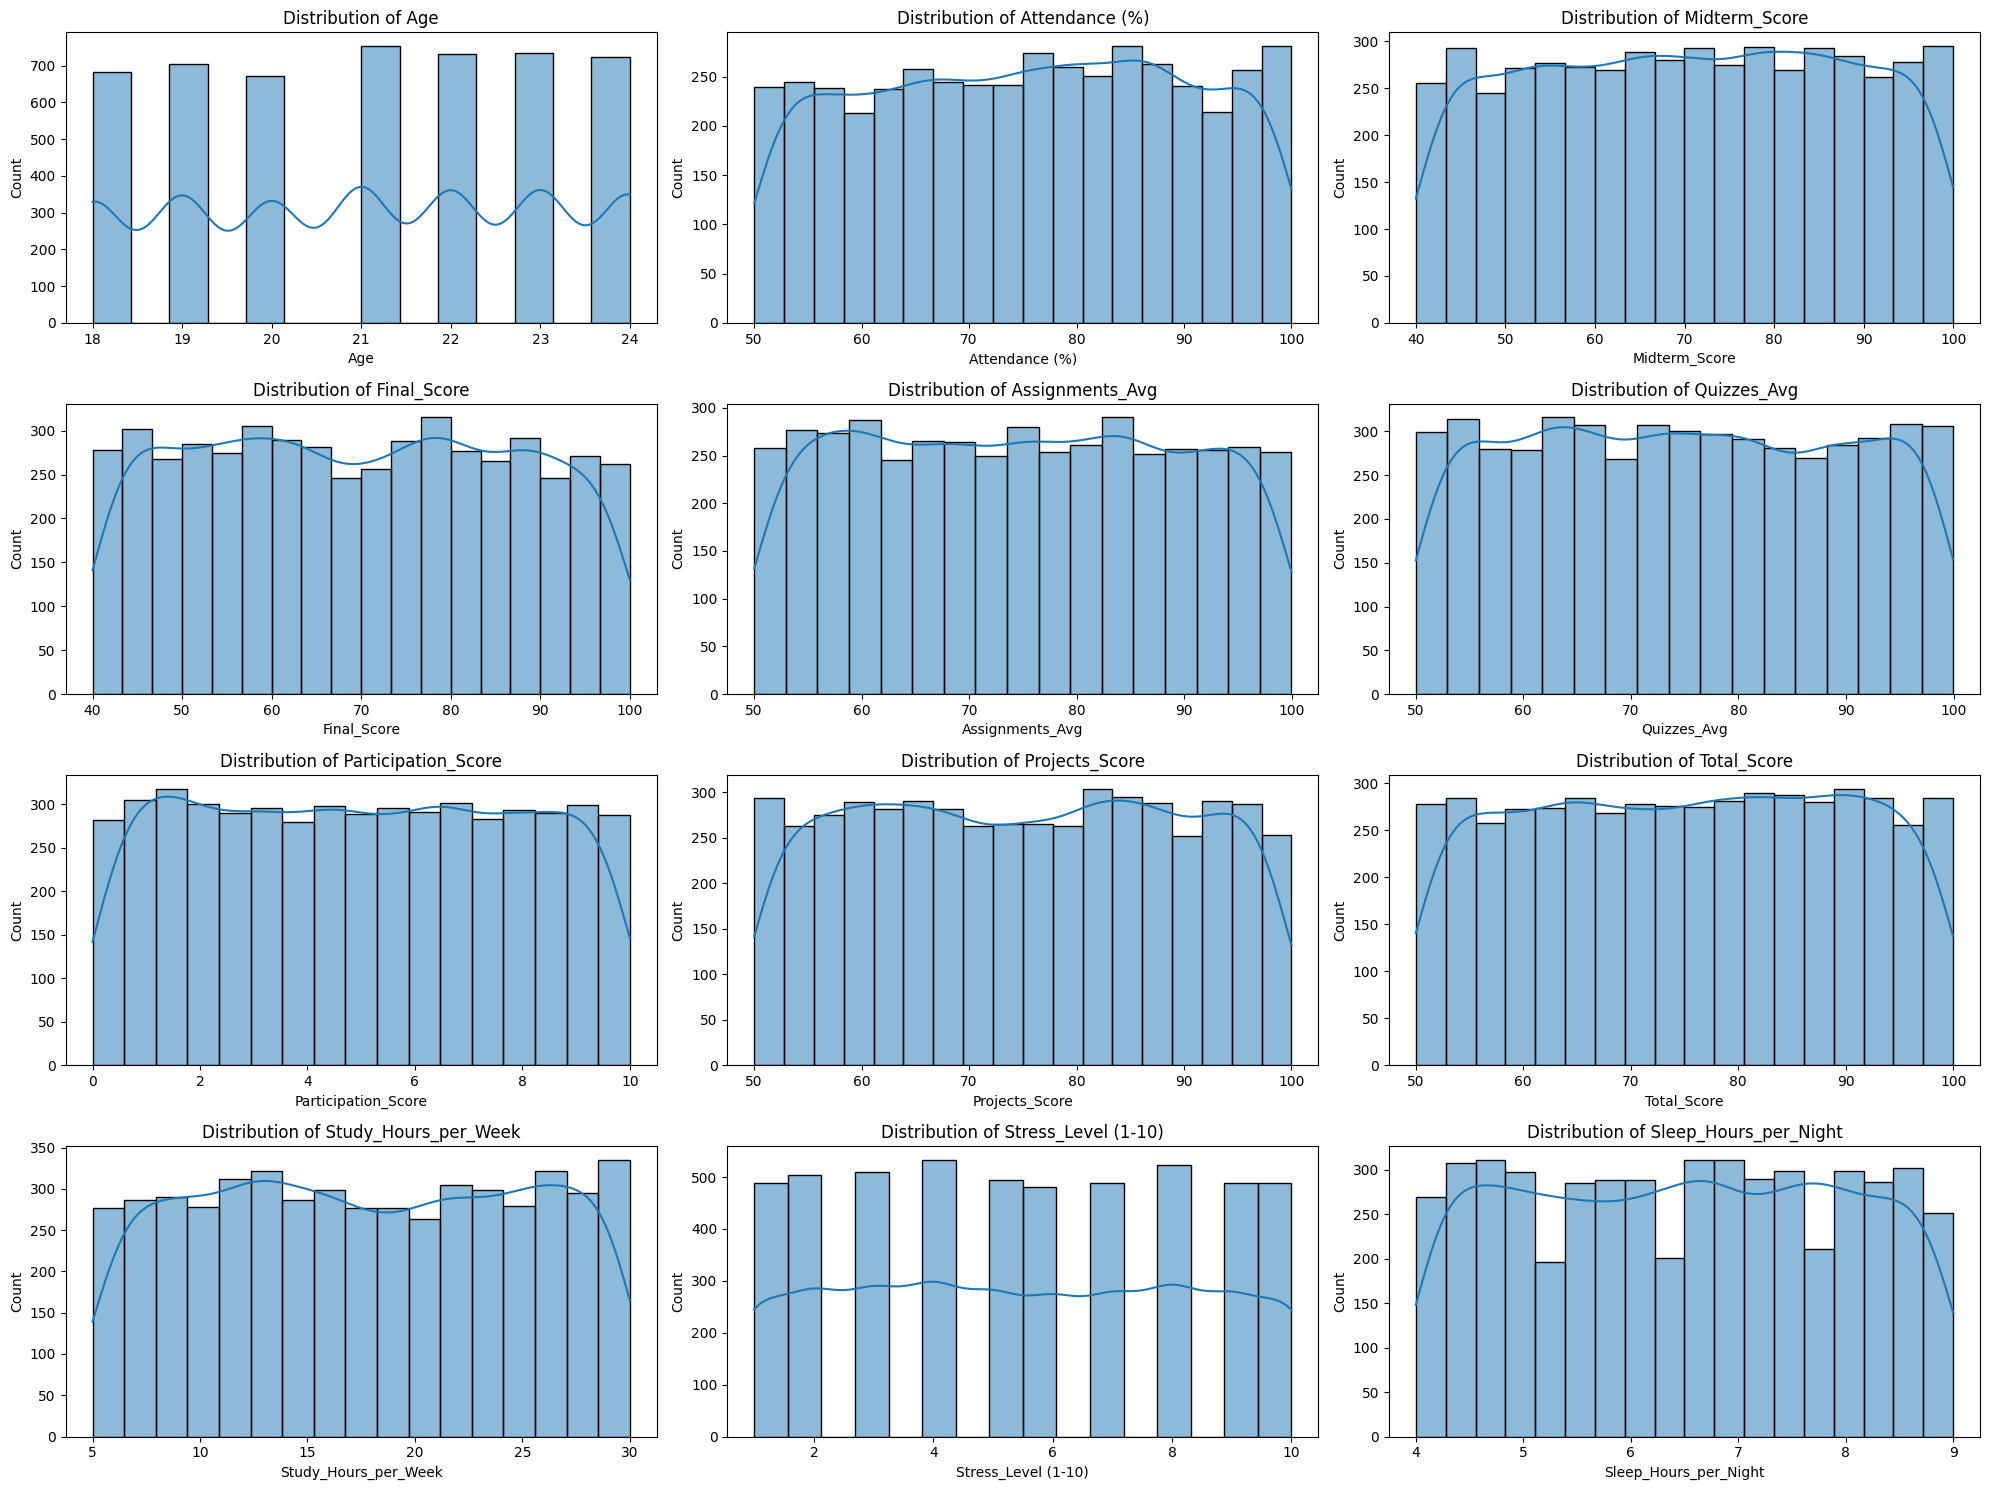 Distribution of Age
Count
700
600
500
400
300
200
100
0
18 19 20 21 22 23 24
Age
Distribution of Attendance (%)
Count
250
200
150
100
50
0
50 60 70 80 90 100
Attendance (%)
Distribution of Midterm_Score
Count
300
250
200
150
100
50
0
40 50 60 70 80 90 100
Midterm_Score
Distribution of Final_Score
Count
300
250
200
150
100
50
0
40 50 60 70 80 90 100
Final_Score
Distribution of Assignments_Avg
Count
300
250
200
150
100
50
0
50 60 70 80 90 100
Assignments_Avg
Distribution of Quizzes_Avg
Count
300
250
200
150
100
50
0
50 60 70 80 90 100
Quizzes_Avg
Distribution of Participation_Score
Count
300
250
200
150
100
50
0
0 2 4 6 8 10
Participation_Score
Distribution of Projects_Score
Count
300
250
200
150
100
50
0
50 60 70 80 90 100
Projects_Score
Distribution of Total_Score
Count
300
250
200
150
100
50
0
50 60 70 80 90 100
Total_Score
Distribution of Study_Hours_per_Week
Count
350
300
250
200
150
100
50
0
5 10 15 20 25 30
Study_Hours_per_Week
Distribution of Stress_Level (1-10)
Count
500
400
300
200
100
0
2 4 6 8 10
Stress_Level (1-10)
Distribution of Sleep_Hours_per_Night
Count
300
250
200
150
100
50
0
4 5 6 7 8 9
Sleep_Hours_per_Night